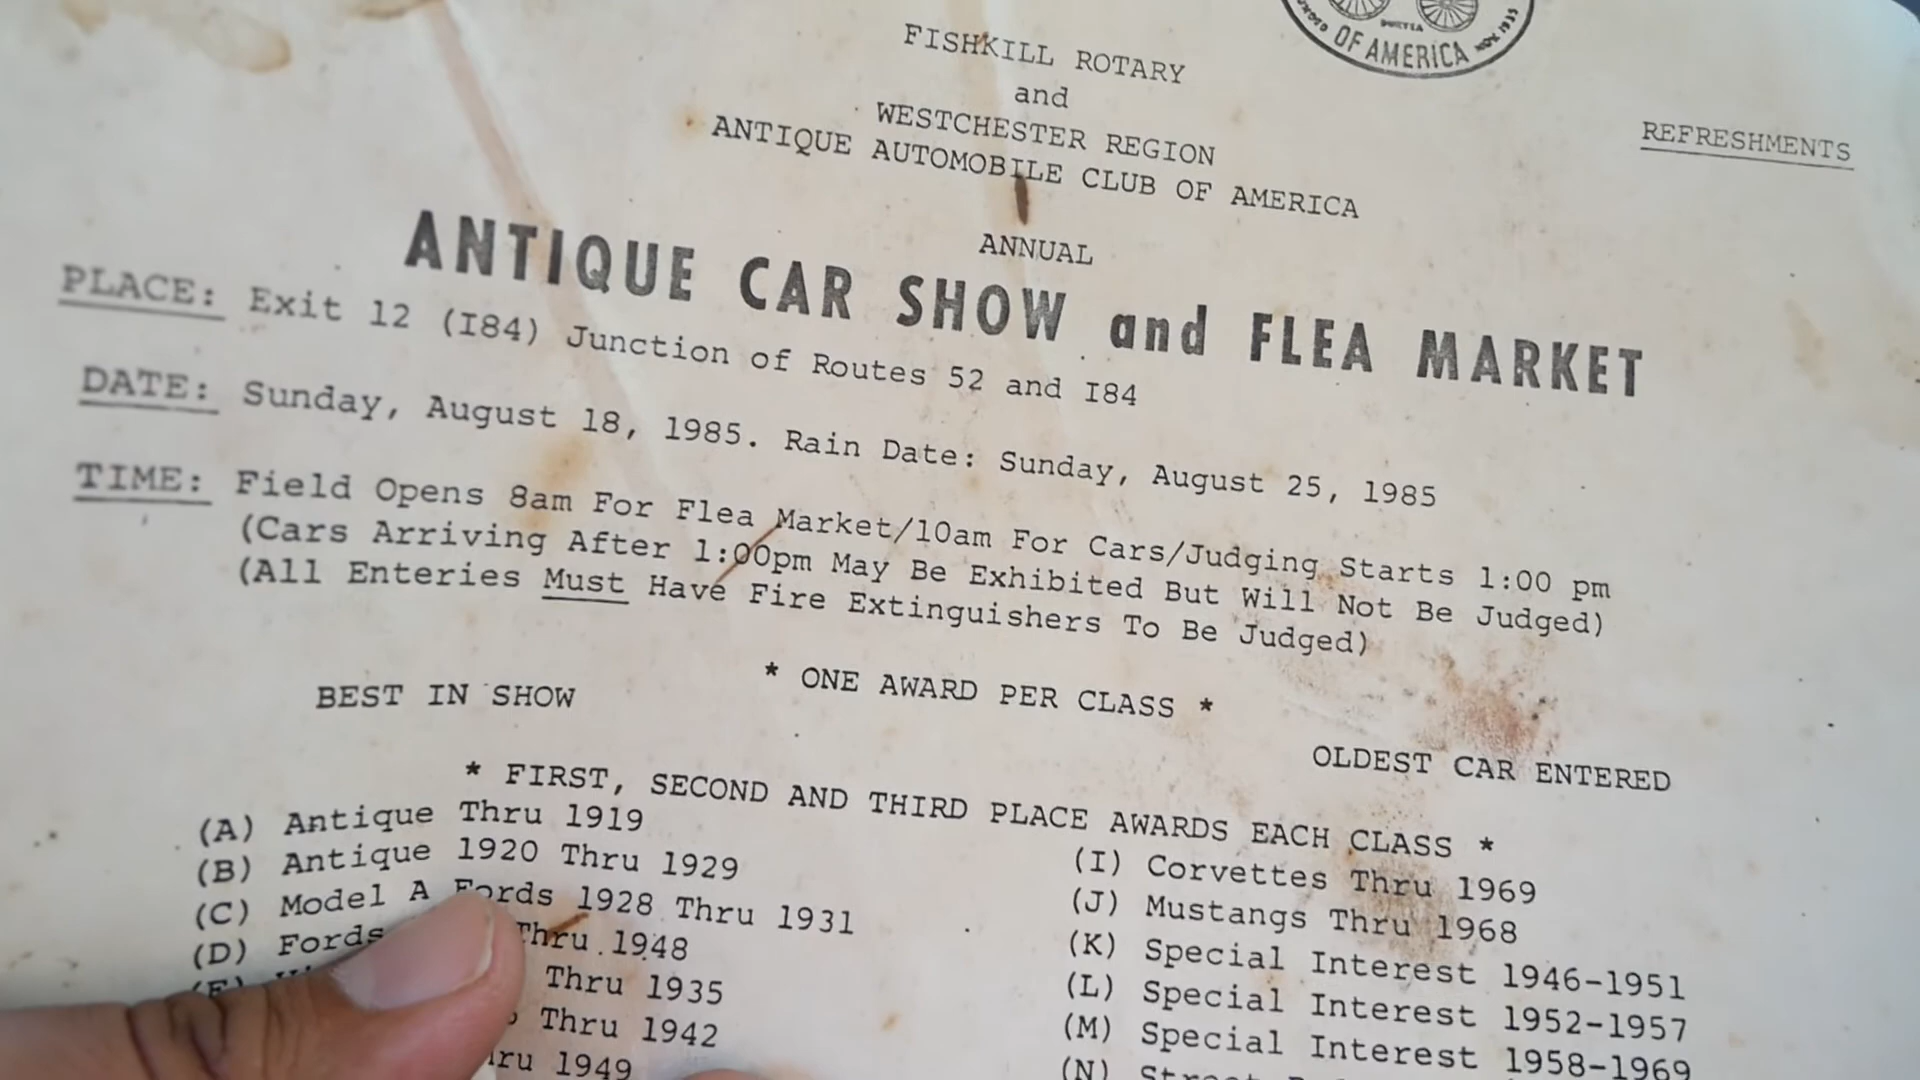 OF AMERICA
FISHKILL ROTARY
and
WESTCHESTER REGION
ANTIQUE AUTOMOBILE CLUB OF AMERICA
REFRESHMENTS
ANNUAL
ANTIQUE CAR SHOW and FLEA MARKET
PLACE: Exit 12 (I84) Junction of Routes 52 and I84
DATE: Sunday, August 18, 1985. Rain Date: Sunday, August 25, 1985
TIME: Field Opens 8am For Flea Market/10am For Cars/Judging Starts 1:00 pm
(Cars Arriving After 1:00pm May Be Exhibited But Will Not Be Judged)
(All Enteries Must Have Fire Extinguishers To Be Judged)
* ONE AWARD PER CLASS *
BEST IN SHOW
OLDEST CAR ENTERED
* FIRST, SECOND AND THIRD PLACE AWARDS EACH CLASS *
(A) Antique Thru 1919
(B) Antique 1920 Thru 1929
(C) Model A Fords 1928 Thru 1931
(D) Fords Thru 1948
(E) Thru 1935
Thru 1942
Thru 1949
(I) Corvettes Thru 1969
(J) Mustangs Thru 1968
(K) Special Interest 1946-1951
(L) Special Interest 1952-1957
(M) Special Interest 1958-1969
(N) Street